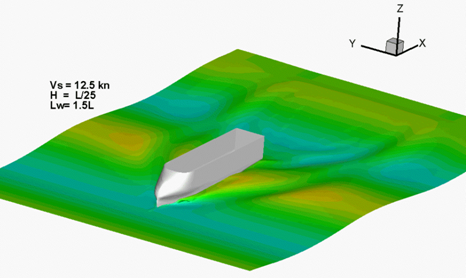 Z
Y
X
Vs = 12.5 kn
H = L/25
Lw= 1.5L